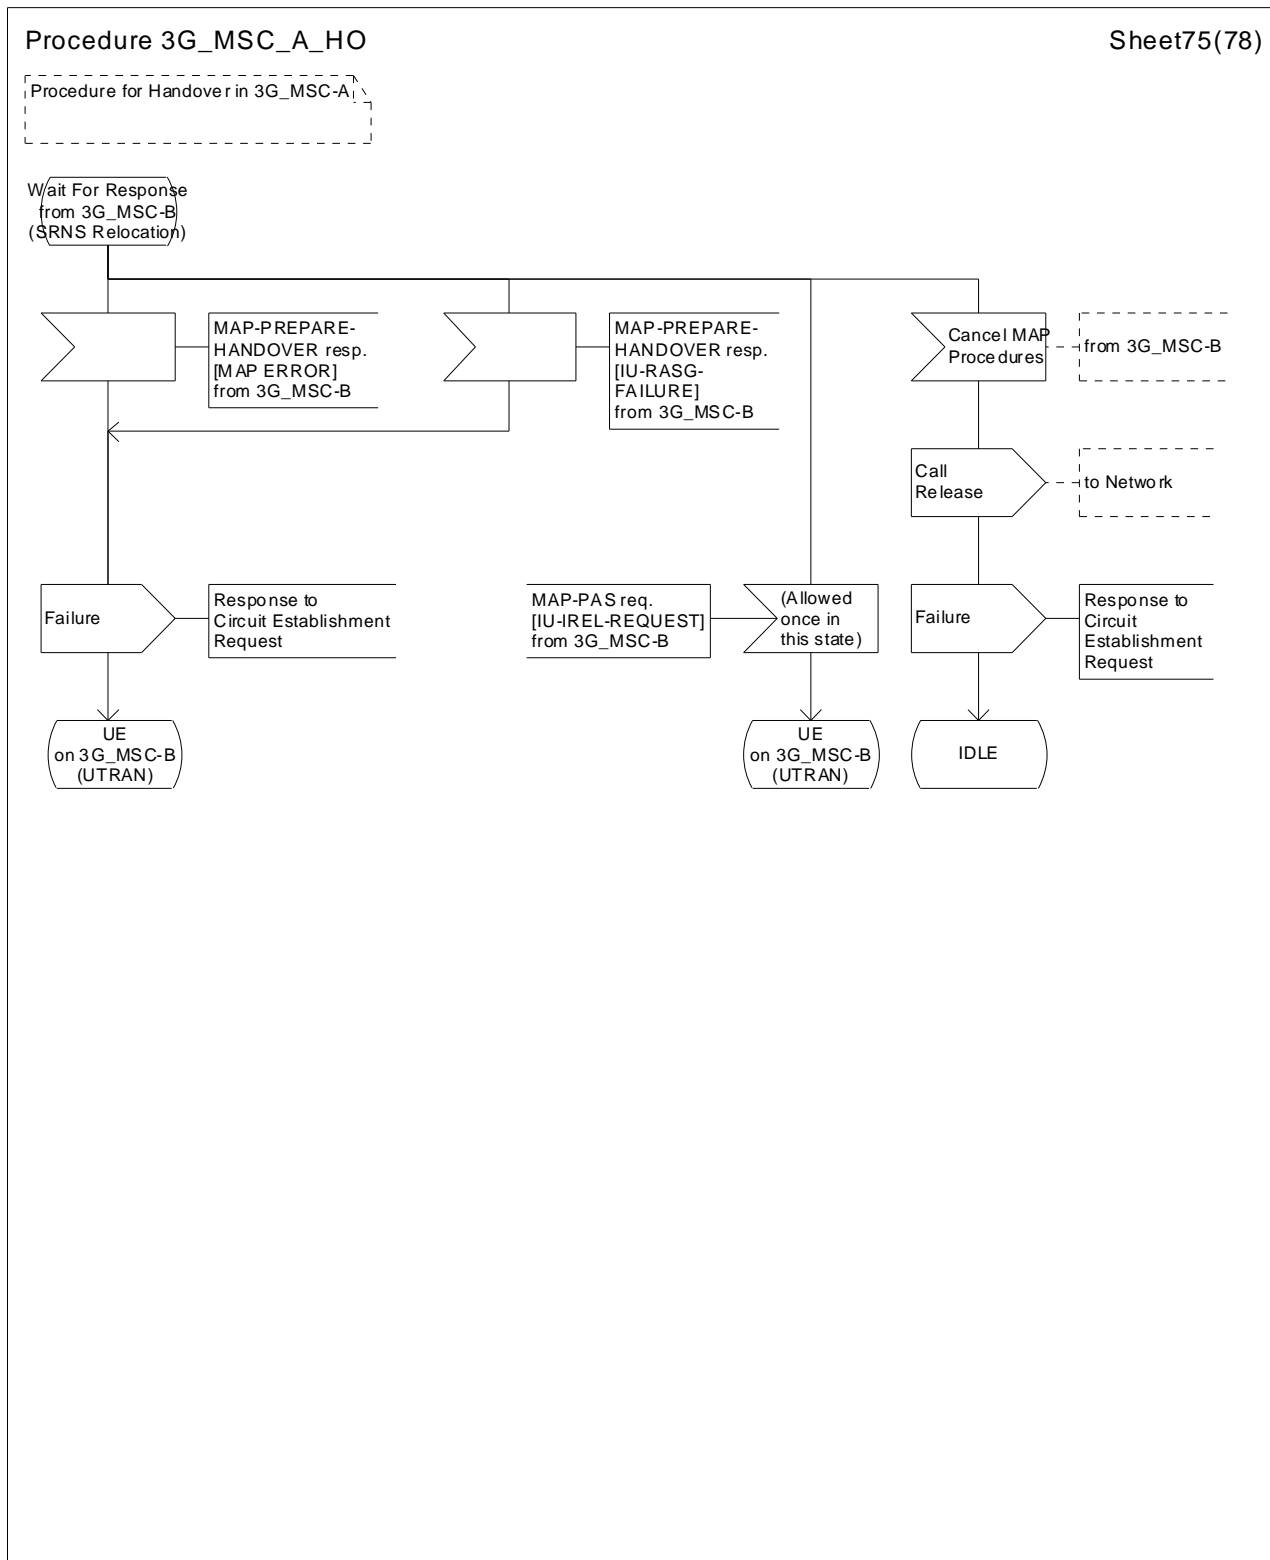 Procedure 3G_MSC_A_HO
Sheet75(78)
Procedure for Handover in 3G_MSC-A
Wait For Response
from 3G_MSC-B
(SRNS Relocation)
MAP-PREPARE-
HANDOVER resp.
[MAP ERROR]
from 3G_MSC-B
MAP-PREPARE-
HANDOVER resp.
[IU-RASG-
FAILURE]
from 3G_MSC-B
Cancel MAP
Procedures
from 3G_MSC-B
Call
Release
to Network
Failure
Response to
Circuit Establishment
Request
MAP-PAS req.
[IU-IREL-REQUEST]
from 3G_MSC-B
(Allowed
once in
this state)
Failure
Response to
Circuit
Establishment
Request
UE
on 3G_MSC-B
(UTRAN)
UE
on 3G_MSC-B
(UTRAN)
IDLE